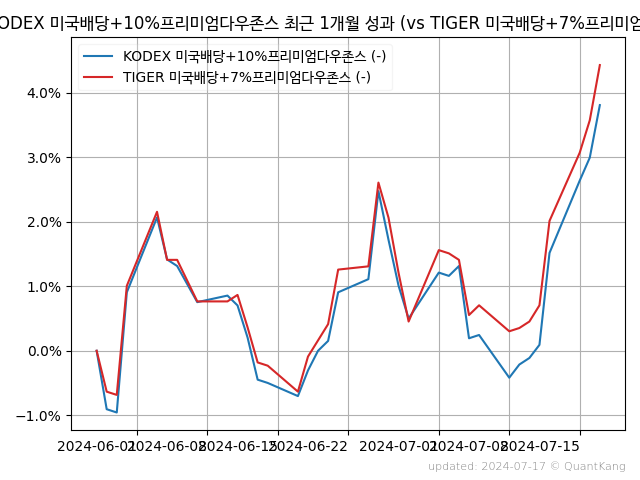 ODEX 미국배당+10%프리미엄다우존스 최근 1개월 성과 (vs TIGER 미국배당+7%프리미엄
KODEX 미국배당+10%프리미엄다우존스 (-)
TIGER 미국배당+7%프리미엄다우존스 (-)
4.0%
3.0%
2.0%
1.0%
0.0%
−1.0%
2024-06-01 2024-06-08 2024-06-15 2024-06-22 2024-07-01 2024-07-08 2024-07-15
updated: 2024-07-17 © QuantKang